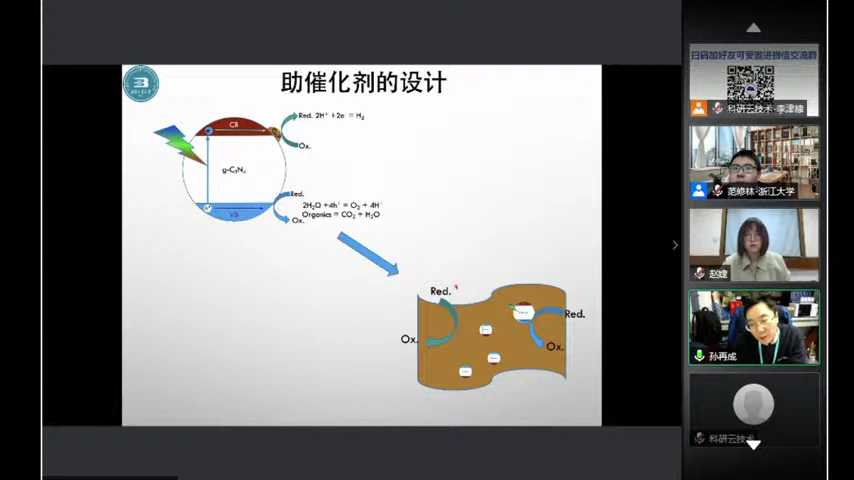 助催化剂的设计
CB
Red. 2H⁺ +2e⁻ = H₂
Ox.
g-C₃N₄
Red.
2H₂O +4h⁺ = O₂ + 4H⁺
VB
Organics = CO₂ + H₂O
Ox.
Red.
Red.
Ox.
Ox.
扫码加好友可受邀进微信交流群
科研云技术-李津橡
范修林-浙江大学
赵婕
孙再成
科研云技术